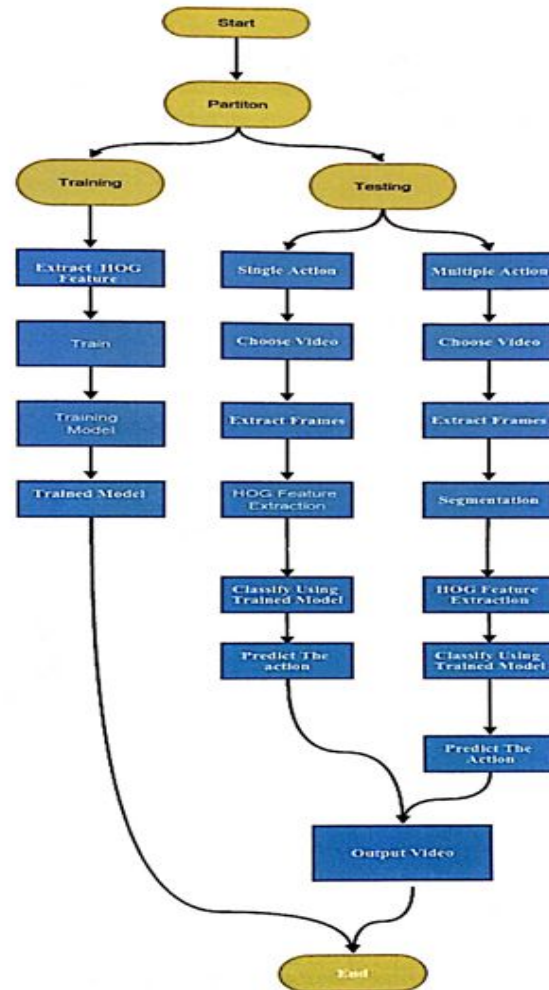 Start
Partiton
Training
Testing
Extract HOG
Feature
Single Action
Multiple Action
Train
Choose Video
Choose Video
Training
Model
Extract Frames
Extract Frames
Trained Model
HOG Feature
Extraction
Segmentation
Classify Using
Trained Model
HOG Feature
Extraction
Predict The
action
Classify Using
Trained Model
Predict The
Action
Output Video
End